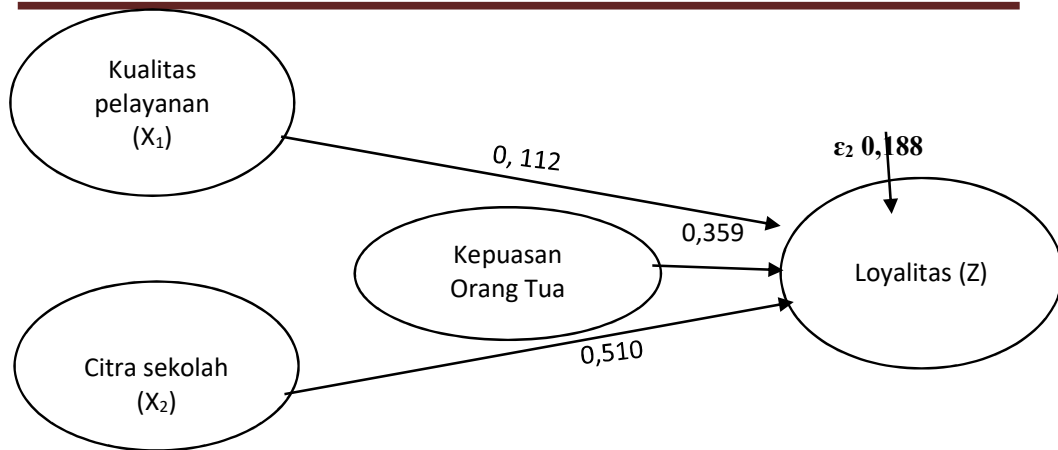 Kualitas
pelayanan
(X₁)
0, 112
ε₂ 0,188
0,359
Kepuasan
Orang Tua
Loyalitas (Z)
0,510
Citra sekolah
(X₂)